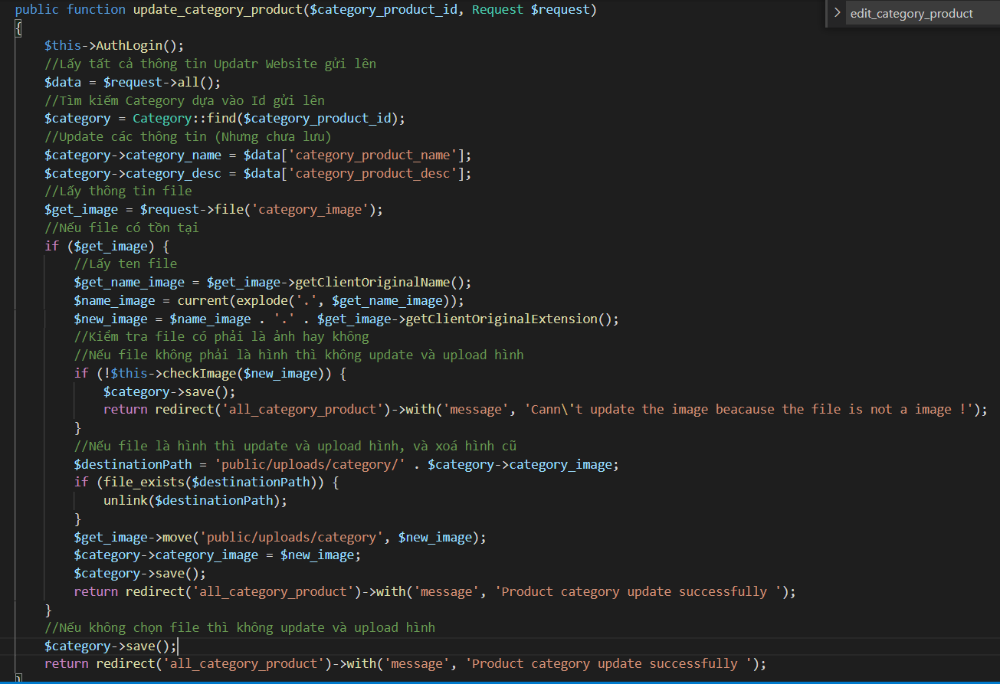 public function update_category_product($category_product_id, Request $request)
edit_category_product
{
$this->AuthLogin();
//Lấy tất cả thông tin Updatr Website gửi lên
$data = $request->all();
//Tìm kiếm Category dựa vào Id gửi lên
$category = Category::find($category_product_id);
//Update các thông tin (Nhưng chưa lưu)
$category->category_name = $data['category_product_name'];
$category->category_desc = $data['category_product_desc'];
//Lấy thông tin file
$get_image = $request->file('category_image');
//Nếu file có tồn tại
if ($get_image) {
//Lấy ten file
$get_name_image = $get_image->getClientOriginalName();
$name_image = current(explode('.', $get_name_image));
$new_image = $name_image . '.' . $get_image->getClientOriginalExtension();
//Kiểm tra file có phải là ảnh hay không
//Nếu file không phải là hình thì không update và upload hình
if (!$this->checkImage($new_image)) {
$category->save();
return redirect('all_category_product')->with('message', 'Cann\'t update the image beacause the file is not a image !');
}
//Nếu file là hình thì update và upload hình, và xoá hình cũ
$destinationPath = 'public/uploads/category/' . $category->category_image;
if (file_exists($destinationPath)) {
unlink($destinationPath);
}
$get_image->move('public/uploads/category', $new_image);
$category->category_image = $new_image;
$category->save();
return redirect('all_category_product')->with('message', 'Product category update successfully ');
}
//Nếu không chọn file thì không update và upload hình
$category->save();
return redirect('all_category_product')->with('message', 'Product category update successfully ');
}